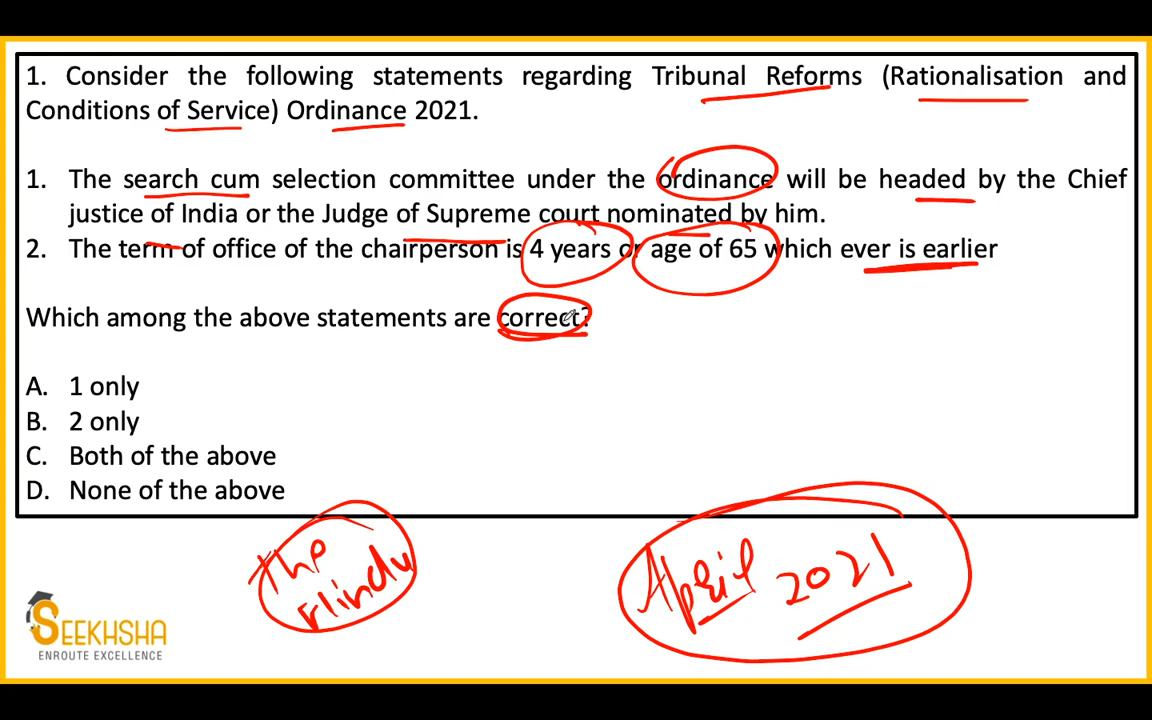 1. Consider the following statements regarding Tribunal Reforms (Rationalisation and
Conditions of Service) Ordinance 2021.
1. The search cum selection committee under the ordinance will be headed by the Chief
justice of India or the Judge of Supreme court nominated by him.
2. The term of office of the chairperson is 4 years or age of 65 which ever is earlier
Which among the above statements are correct?
A. 1 only
B. 2 only
C. Both of the above
D. None of the above
The
Hindu
April 2021
SEEKHSHA
ENROUTE EXCELLENCE